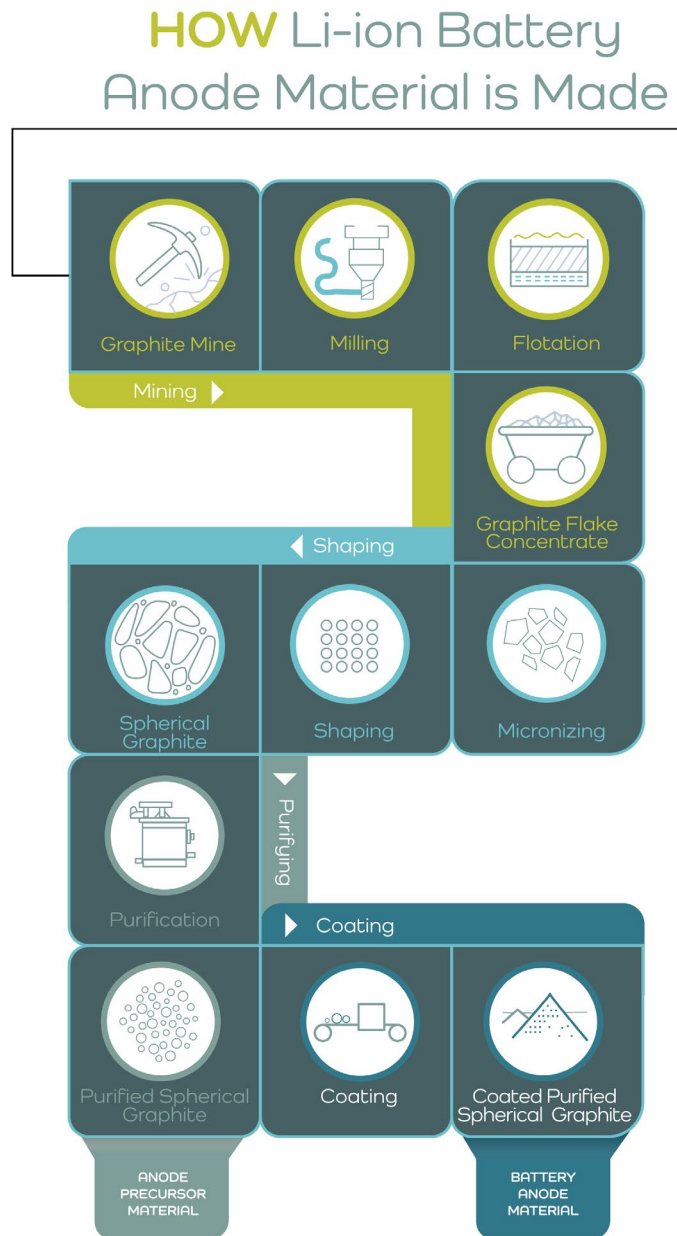 HOW Li-ion Battery
Anode Material is Made
Graphite Mine
Milling
Flotation
Mining
Graphite Flake
Concentrate
Shaping
Spherical
Graphite
Shaping
Micronizing
Purifying
Purification
Coating
Purified Spherical
Graphite
Coating
Coated Purified
Spherical Graphite
ANODE
PRECURSOR
MATERIAL
BATTERY
ANODE
MATERIAL